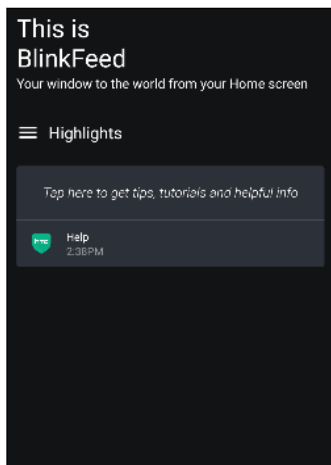 This is
BlinkFeed
Your window to the world from your Home screen
Highlights
Tap here to get tips, tutorials and helpful info
hTC
Help
2:38PM